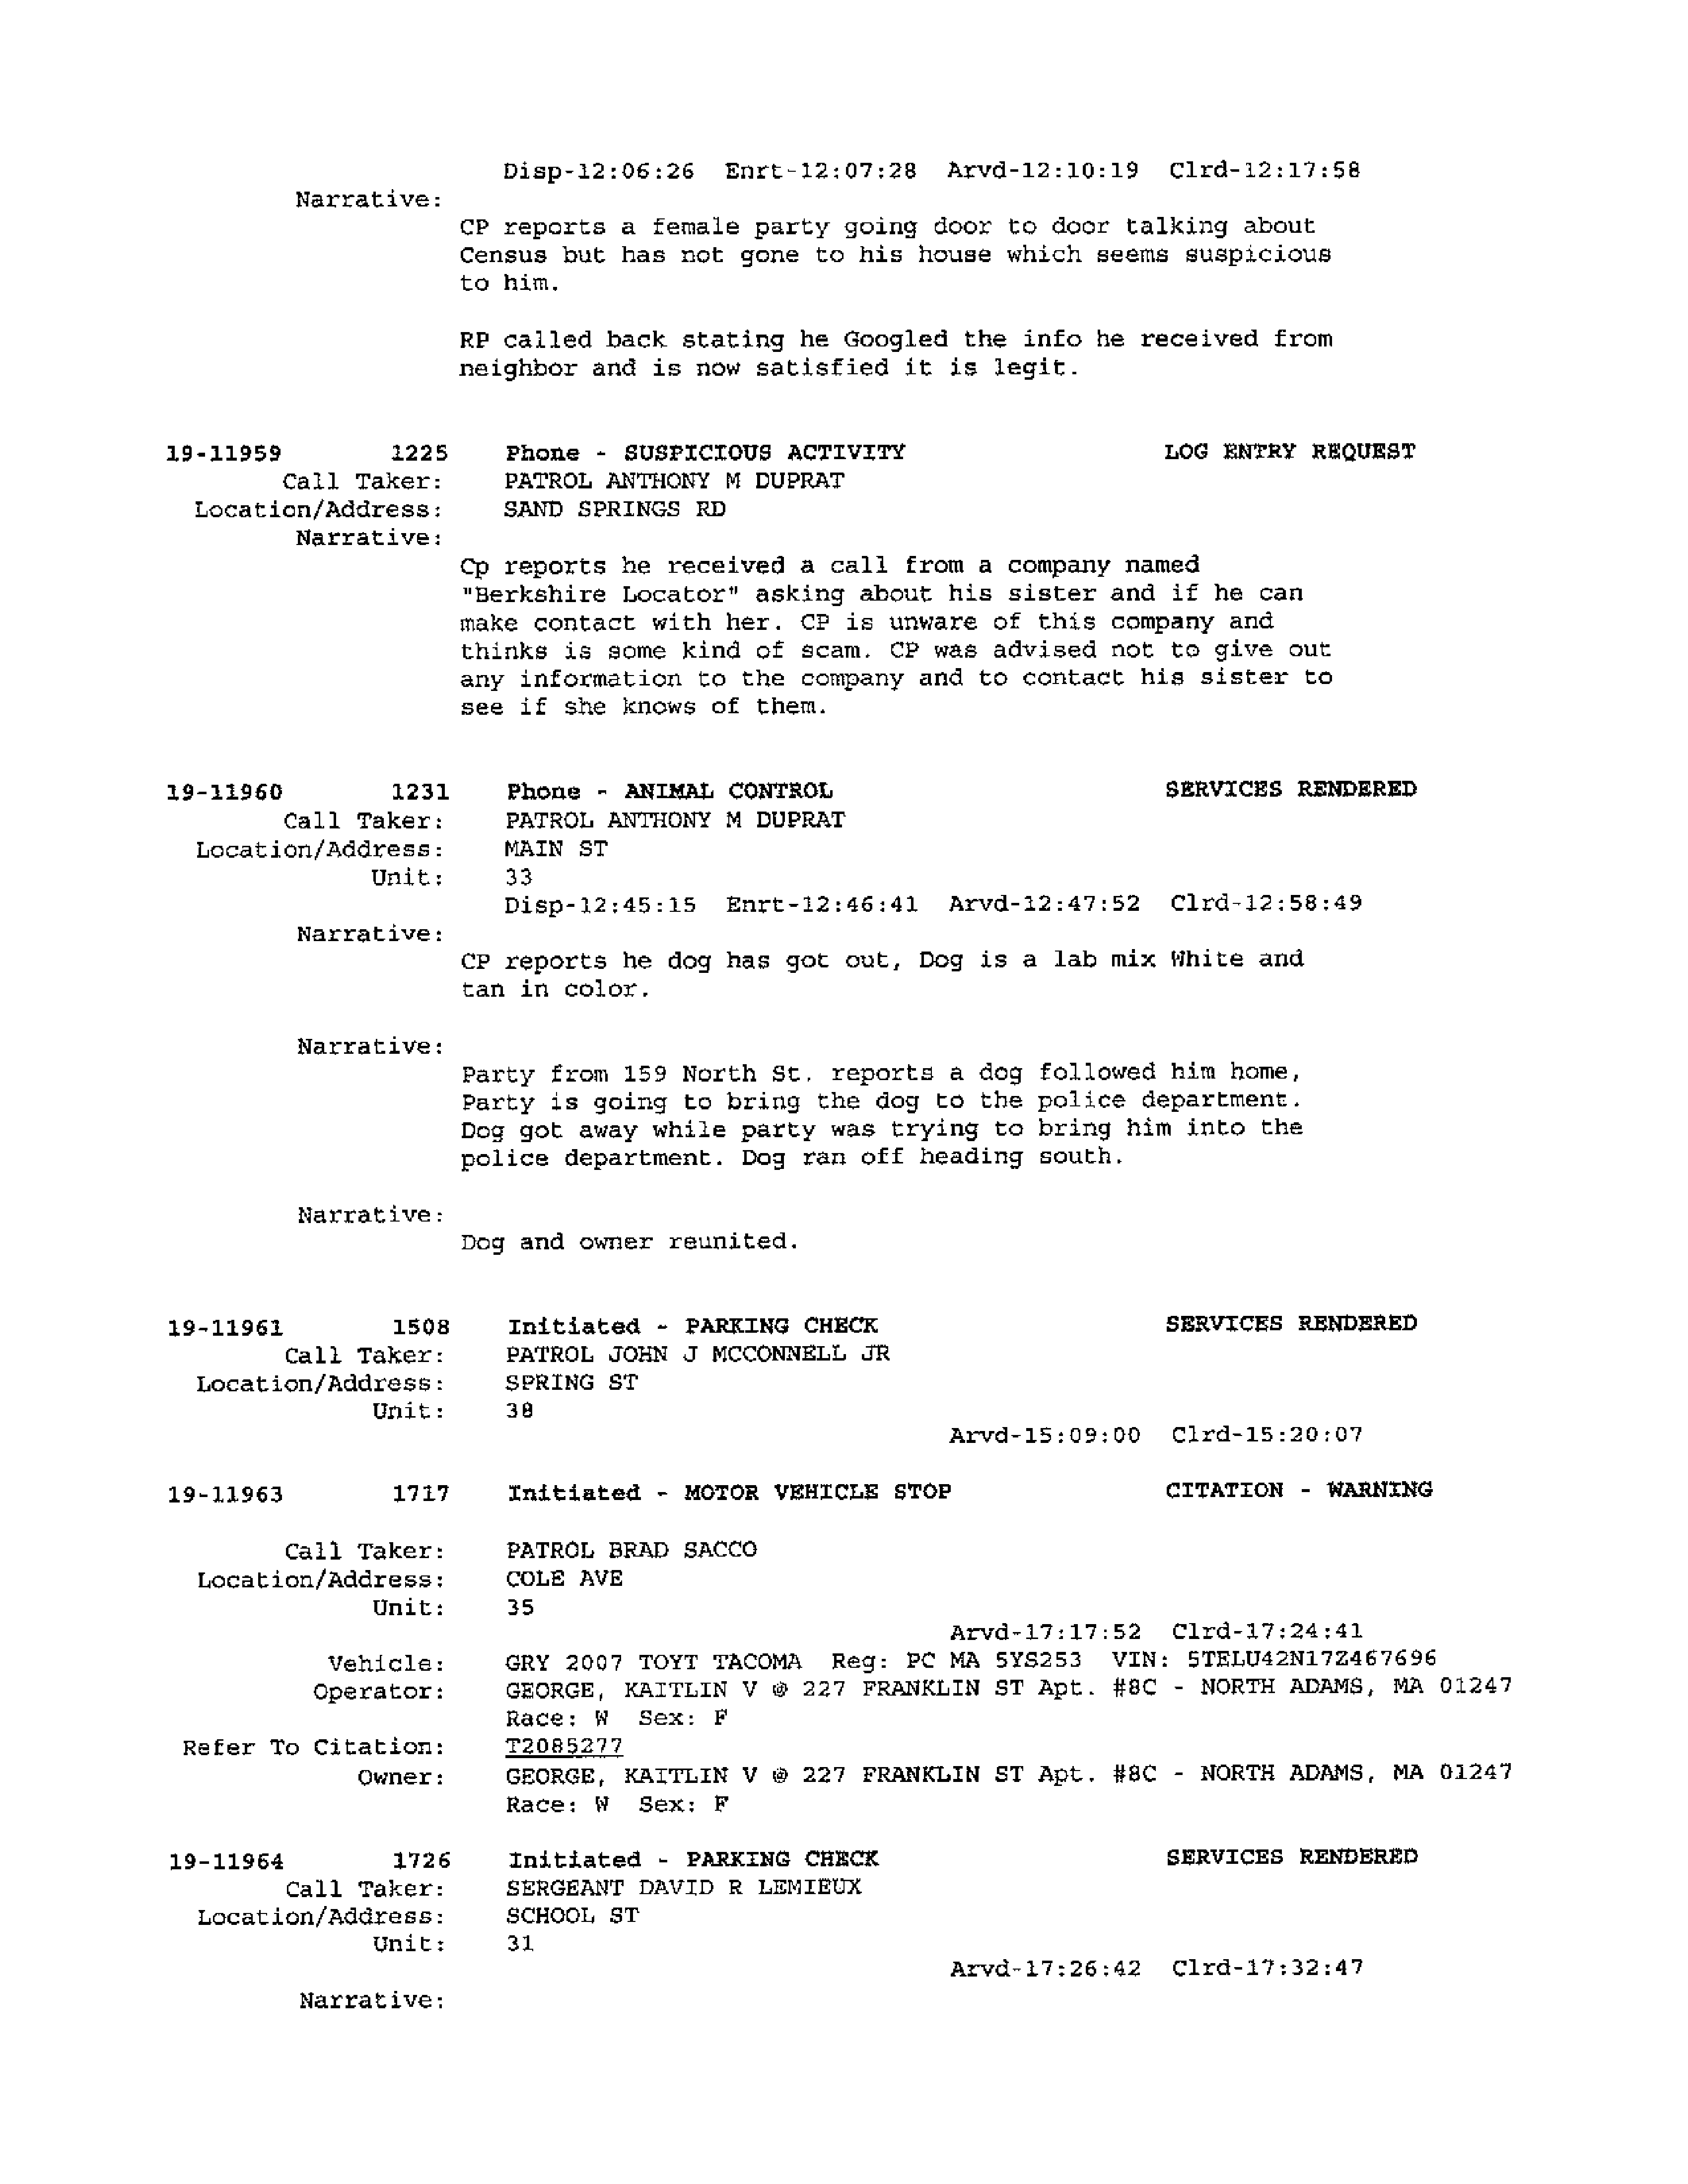 Disp-12:06:26 Enrt-12:07:28 Arvd-12:10:19 Clrd-12:17:58
Narrative:
CP reports a female party going door to door talking about
Census but has not gone to his house which seems suspicious
to him.
RP called back stating he Googled the info he received from
neighbor and is now satisfied it is legit.
19-11959 1225 Phone - SUSPICIOUS ACTIVITY LOG ENTRY REQUEST
Call Taker: PATROL ANTHONY M DUPRAT
Location/Address: SAND SPRINGS RD
Narrative:
Cp reports he received a call from a company named
"Berkshire Locator" asking about his sister and if he can
make contact with her. CP is unware of this company and
thinks is some kind of scam. CP was advised not to give out
any information to the company and to contact his sister to
see if she knows of them.
19-11960 1231 Phone - ANIMAL CONTROL SERVICES RENDERED
Call Taker: PATROL ANTHONY M DUPRAT
Location/Address: MAIN ST
Unit: 33
Disp-12:45:15 Enrt-12:46:41 Arvd-12:47:52 Clrd-12:58:49
Narrative:
CP reports he dog has got out, Dog is a lab mix White and
tan in color.
Narrative:
Party from 159 North St. reports a dog followed him home,
Party is going to bring the dog to the police department.
Dog got away while party was trying to bring him into the
police department. Dog ran off heading south.
Narrative:
Dog and owner reunited.
19-11961 1508 Initiated - PARKING CHECK SERVICES RENDERED
Call Taker: PATROL JOHN J MCCONNELL JR
Location/Address: SPRING ST
Unit: 38
Arvd-15:09:00 Clrd-15:20:07
19-11963 1717 Initiated - MOTOR VEHICLE STOP CITATION - WARNING
Call Taker: PATROL BRAD SACCO
Location/Address: COLE AVE
Unit: 35
Arvd-17:17:52 Clrd-17:24:41
Vehicle: GRY 2007 TOYT TACOMA Reg: PC MA 5YS253 VIN: 5TELU42N17Z467696
Operator: GEORGE, KAITLIN V @ 227 FRANKLIN ST Apt. #8C - NORTH ADAMS, MA 01247
Race: W Sex: F
Refer To Citation: T2085277
Owner: GEORGE, KAITLIN V @ 227 FRANKLIN ST Apt. #8C - NORTH ADAMS, MA 01247
Race: W Sex: F
19-11964 1726 Initiated - PARKING CHECK SERVICES RENDERED
Call Taker: SERGEANT DAVID R LEMIEUX
Location/Address: SCHOOL ST
Unit: 31
Arvd-17:26:42 Clrd-17:32:47
Narrative: